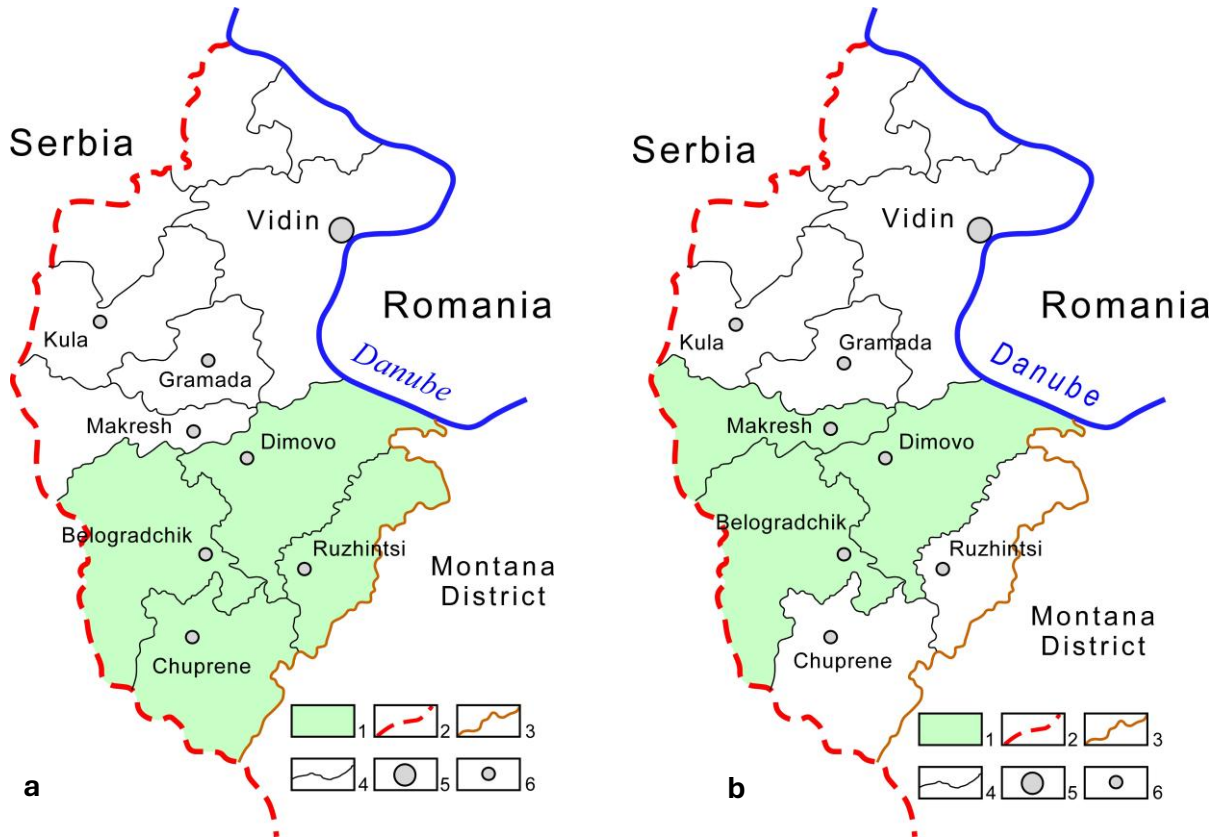 Serbia
Vidin
Romania
Kula
Gramada
Danube
Makresh
Dimovo
Belogradchik
Ruzhintsi
Montana
District
Chuprene
1
2
3
4
5
6
a
Serbia
Vidin
Romania
Kula
Gramada
Danube
Makresh
Dimovo
Belogradchik
Ruzhintsi
Montana
District
Chuprene
1
2
3
4
5
6
b